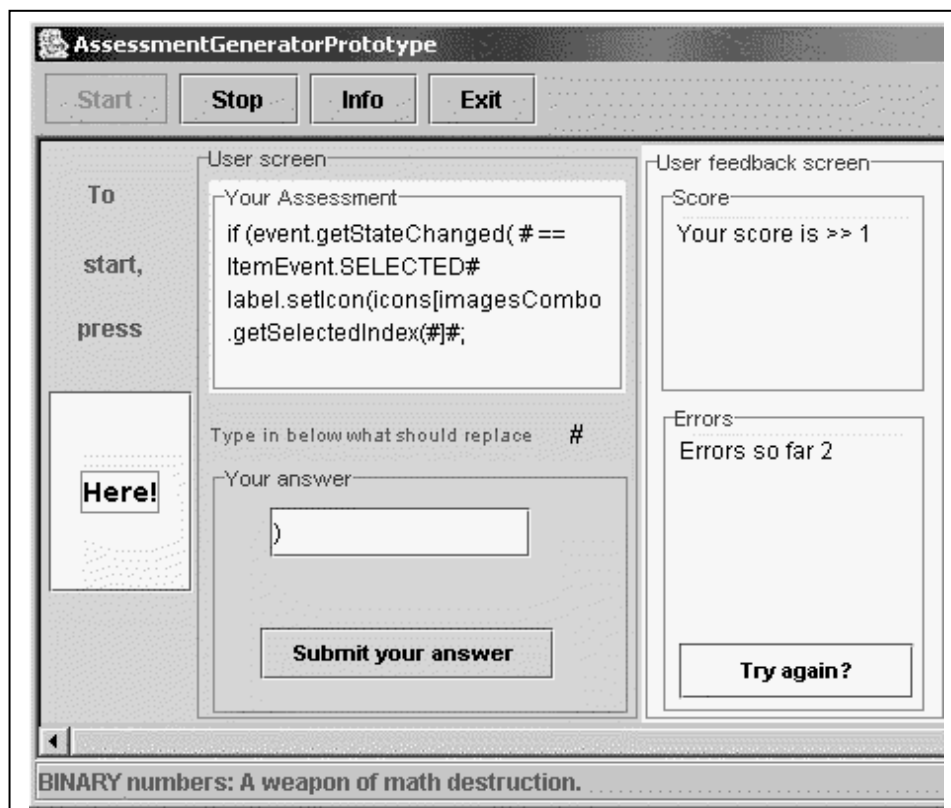 AssessmentGeneratorPrototype
Start Stop Info Exit
To
start,
press
Here!
User screen
Your Assessment
if (event.getStateChanged( # ==
ItemEvent.SELECTED#
label.setIcon(icons[imagesCombo
.getSelectedIndex(#]#;
Type in below what should replace #
Your answer
)
Submit your answer
User feedback screen
Score
Your score is >> 1
Errors
Errors so far 2
Try again?
BINARY numbers: A weapon of math destruction.